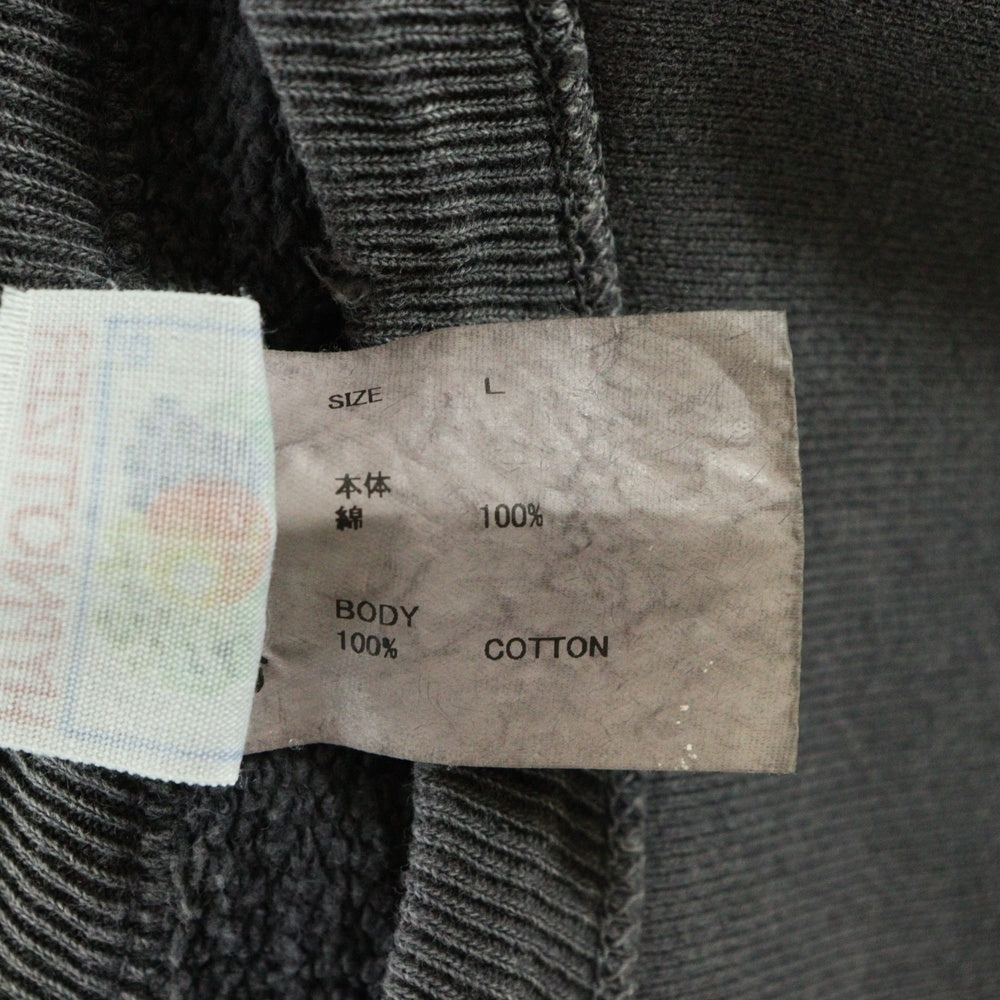 SIZE L
本体
綿 100%
BODY
100% COTTON